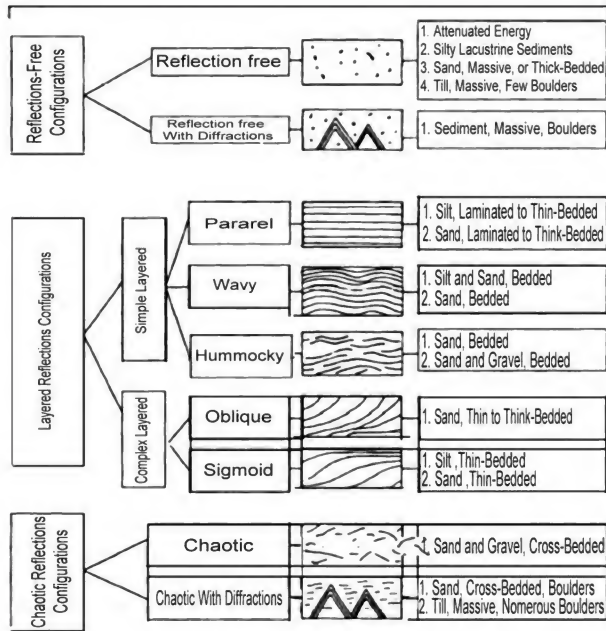 Reflections-Free
Configurations
Reflection free
1. Attenuated Energy
2. Silty Lacustrine Sediments
3. Sand, Massive, or Thick-Bedded
4. Till, Massive, Few Boulders
Reflection free
With Diffractions
1. Sediment, Massive, Boulders
Layered Reflections Configurations
Simple Layered
Pararel
1. Silt, Laminated to Thin-Bedded
2. Sand, Laminated to Think-Bedded
Wavy
1. Silt and Sand, Bedded
2. Sand, Bedded
Hummocky
1. Sand, Bedded
2. Sand and Gravel, Bedded
Complex Layered
Oblique
1. Sand, Thin to Think-Bedded
Sigmoid
1. Silt ,Thin-Bedded
2. Sand ,Thin-Bedded
Chaotic Reflections
Configurations
Chaotic
1. Sand and Gravel, Cross-Bedded
Chaotic With Diffractions
1. Sand, Cross-Bedded, Boulders
2. Till, Massive, Nomerous Boulders